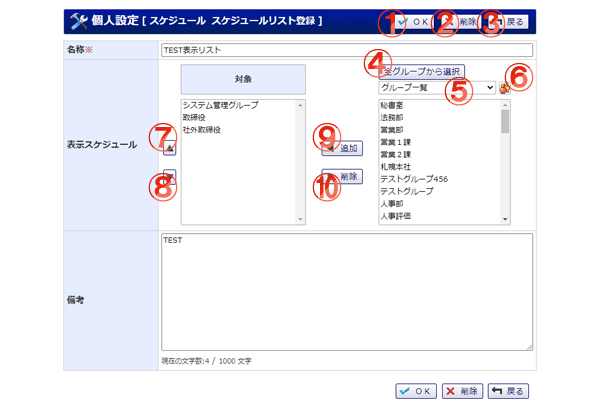 個人設定 [ スケジュール スケジュールリスト登録 ]
① OK ② 削除 ③ 戻る
名称※
TEST表示リスト
④ 全グループから選択
対象
グループ一覧 ⑤ ⑥
表示スケジュール
システム管理グループ
取締役
社外取締役
⑦
⑧
⑨ 追加
⑩ 削除
秘書室
法務部
営業部
営業1課
営業2課
札幌本社
テストグループ456
テストグループ
人事部
人事評価
備考
TEST
現在の文字数:4 / 1000 文字
OK 削除 戻る